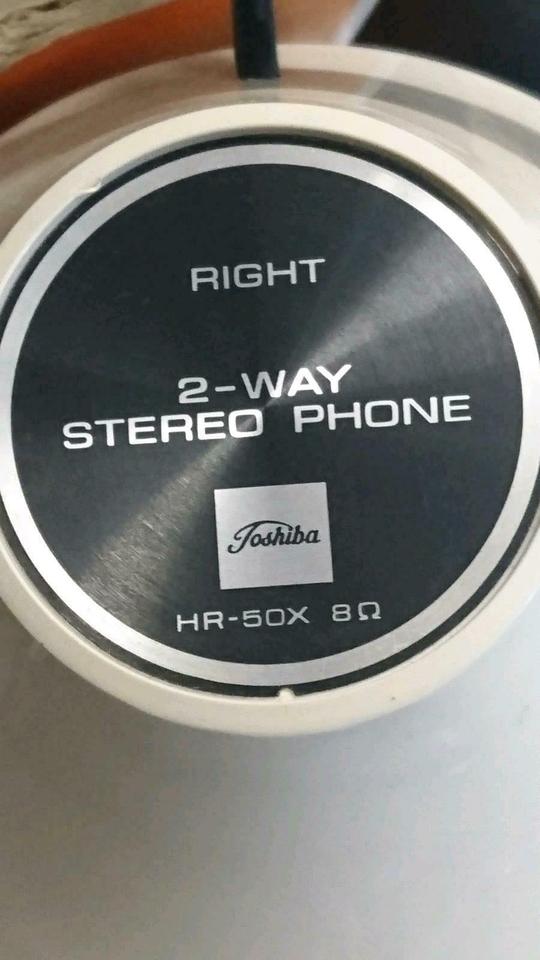 RIGHT
2-WAY
STEREO PHONE
Toshiba
HR-50X 8Ω